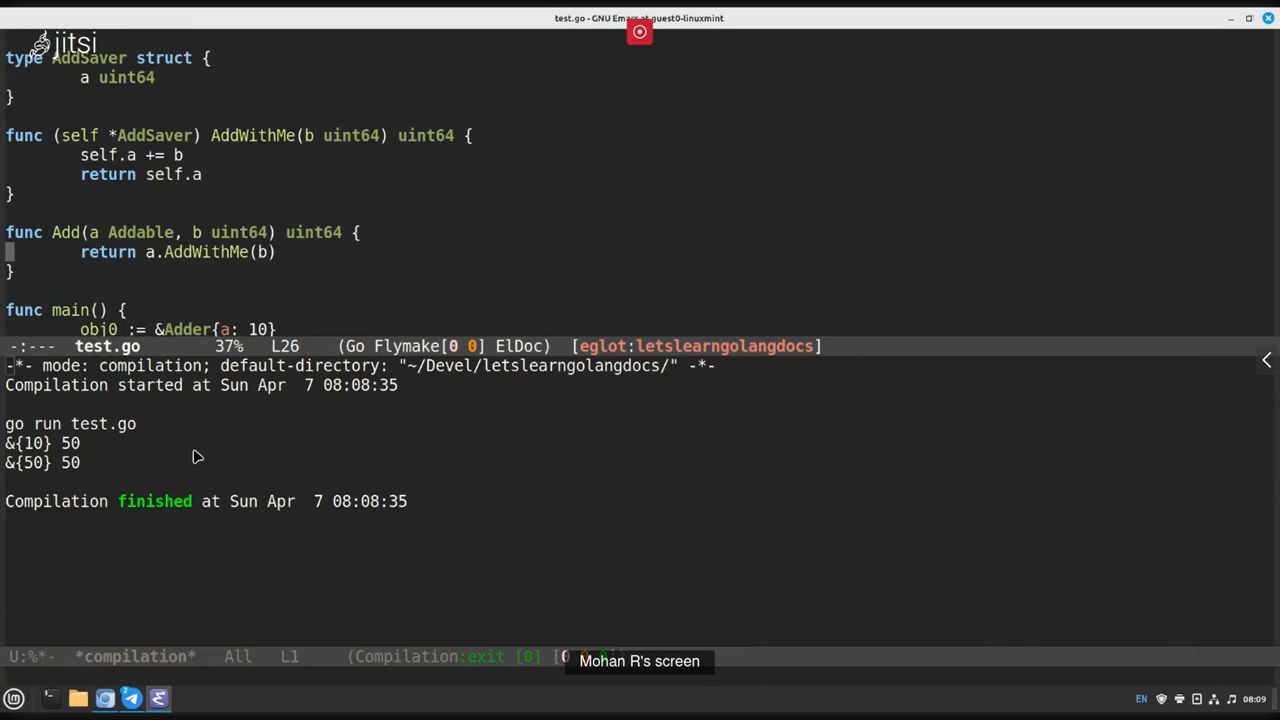 test.go - GNU Emacs at guest0-linuxmint
jitsi
type AddSaver struct {
        a uint64
}
func (self *AddSaver) AddWithMe(b uint64) uint64 {
        self.a += b
        return self.a
}
func Add(a Addable, b uint64) uint64 {
        return a.AddWithMe(b)
}
func main() {
        obj0 := &Adder{a: 10}
-:---  test.go        37%   L26    (Go Flymake[0 0] ElDoc)  [eglot:letslearngolangdocs]
-*- mode: compilation; default-directory: "~/Devel/letslearngolangdocs/" -*-
Compilation started at Sun Apr  7 08:08:35
go run test.go
&{10} 50
&{50} 50
Compilation finished at Sun Apr  7 08:08:35
U:%*-  *compilation*   All   L1     (Compilation:exit [0] [0
Mohan R's screen
EN
08:09